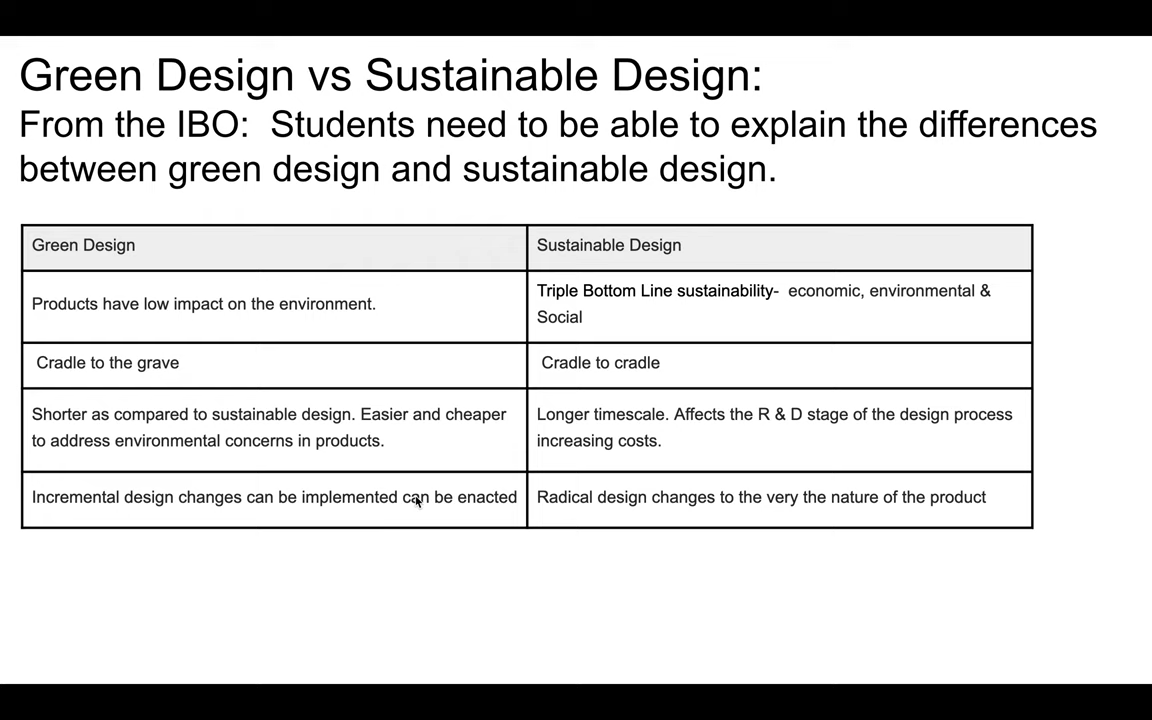 Green Design vs Sustainable Design:
From the IBO:  Students need to be able to explain the differences
between green design and sustainable design.
Green Design
Sustainable Design
Products have low impact on the environment.
Triple Bottom Line sustainability-  economic, environmental &
Social
Cradle to the grave
Cradle to cradle
Shorter as compared to sustainable design. Easier and cheaper
to address environmental concerns in products.
Longer timescale. Affects the R & D stage of the design process
increasing costs.
Incremental design changes can be implemented can be enacted
Radical design changes to the very the nature of the product